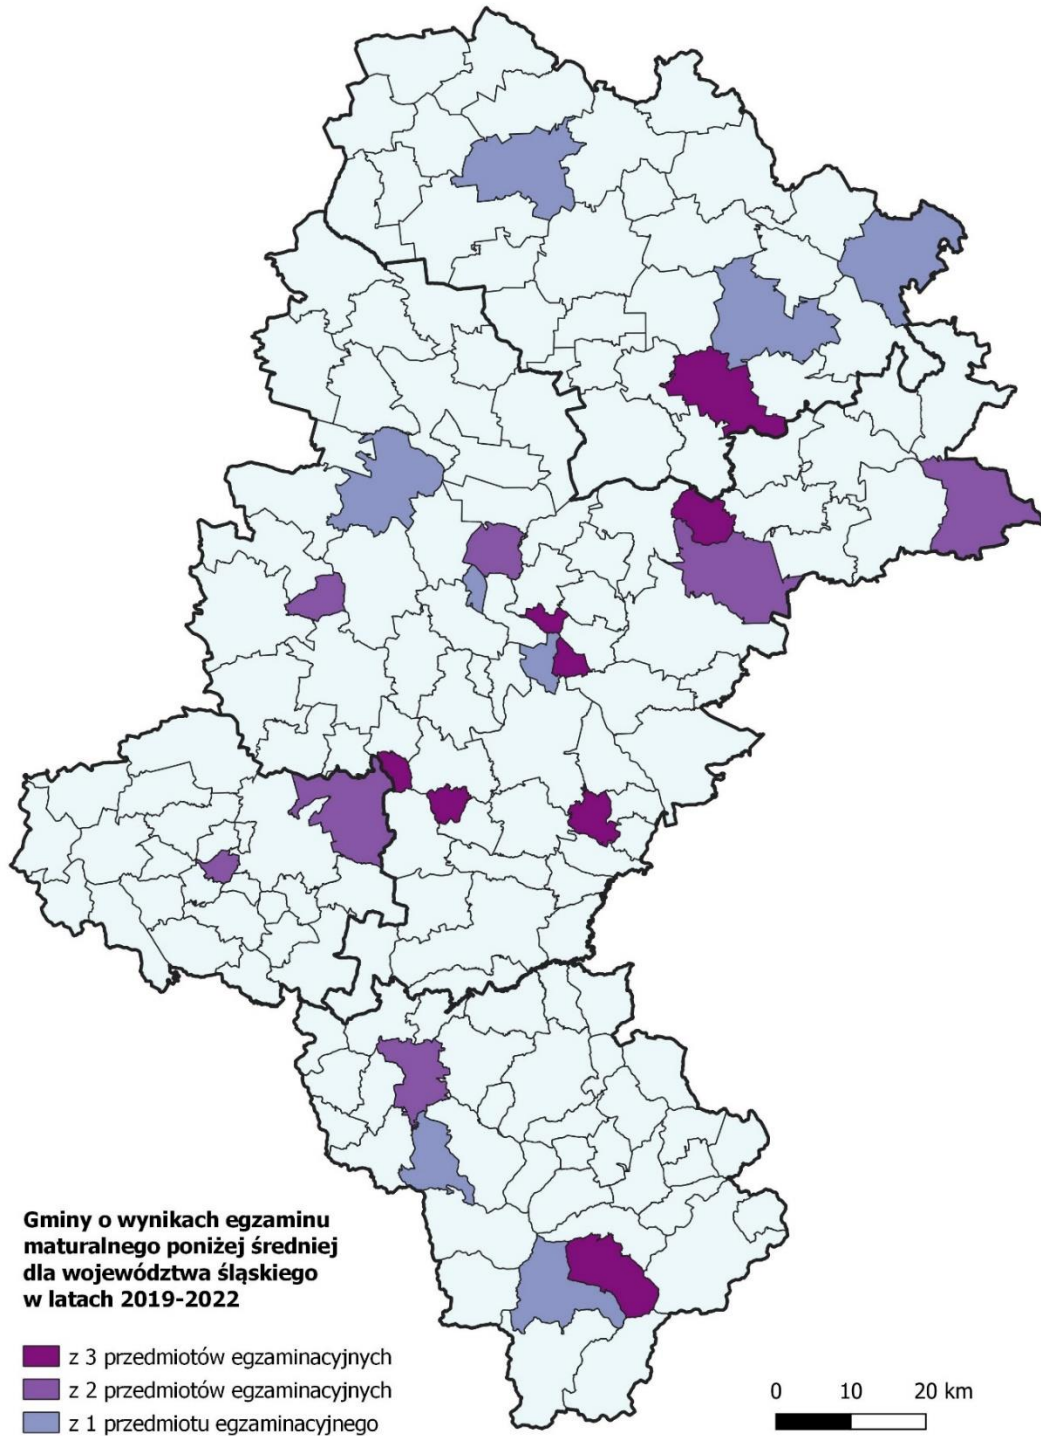 Gminy o wynikach egzaminu
maturalnego poniżej średniej
dla województwa śląskiego
w latach 2019-2022
z 3 przedmiotów egzaminacyjnych
z 2 przedmiotów egzaminacyjnych
z 1 przedmiotu egzaminacyjnego
0 10 20 km